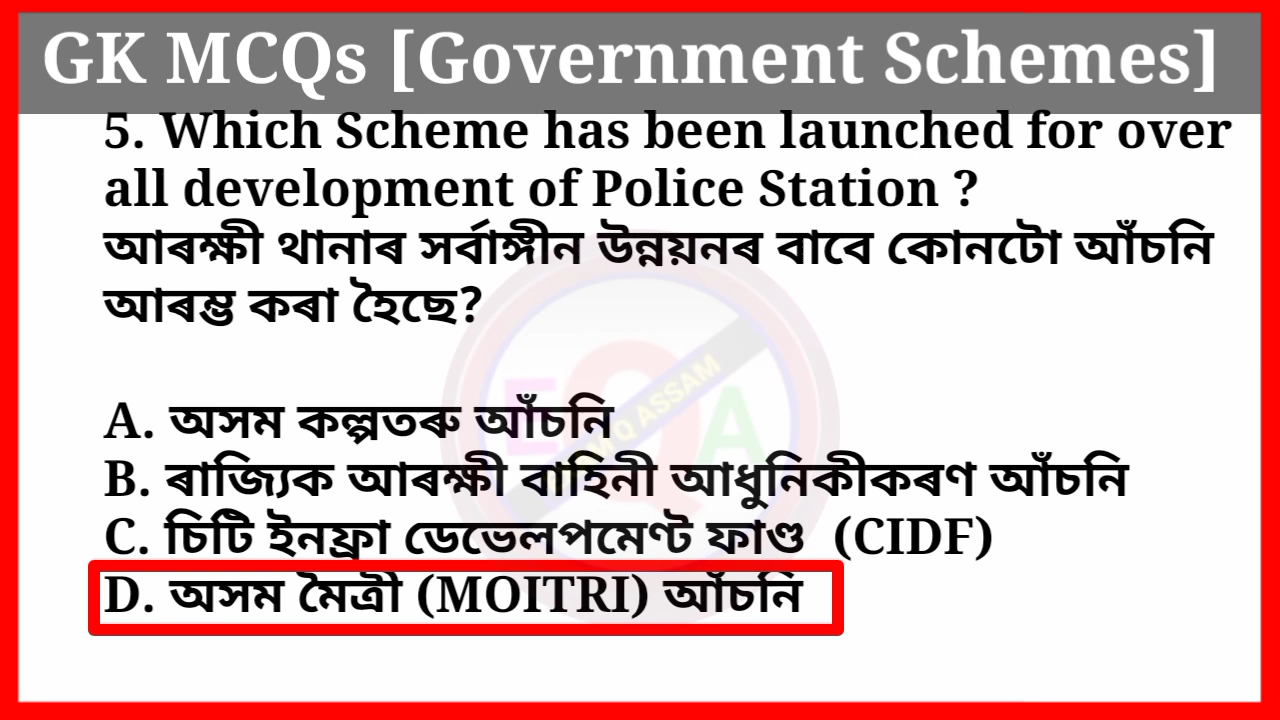 GK MCQs [Government Schemes]
5. Which Scheme has been launched for over
all development of Police Station ?
আৰক্ষী থানাৰ সৰ্বাঙ্গীন উন্নয়নৰ বাবে কোনটো আঁচনি
আৰম্ভ কৰা হৈছে?
A. অসম কল্পতৰু আঁচনি
B. ৰাজ্যিক আৰক্ষী বাহিনী আধুনিকীকৰণ আঁচনি
C. চিটি ইনফ্ৰা ডেভেলপমেণ্ট ফাণ্ড (CIDF)
D. অসম মৈত্ৰী (MOITRI) আঁচনি
EQA
ASSAM